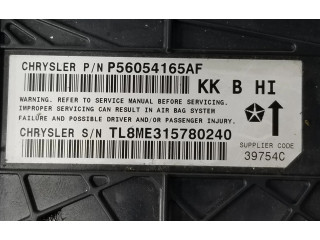 CHRYSLER P/N P56054165AF
KK B HI
WARNING. REFER TO SERVICE MANUAL BEFORE SERVICING.
IMPROPER SERVICING CAN RESULT IN AIR BAG SYSTEM
FAILURE AND POSSIBLE DRIVER AND/OR PASSENGER INJURY.
CHRYSLER S/N TL8ME315780240
SUPPLIER CODE
39754C